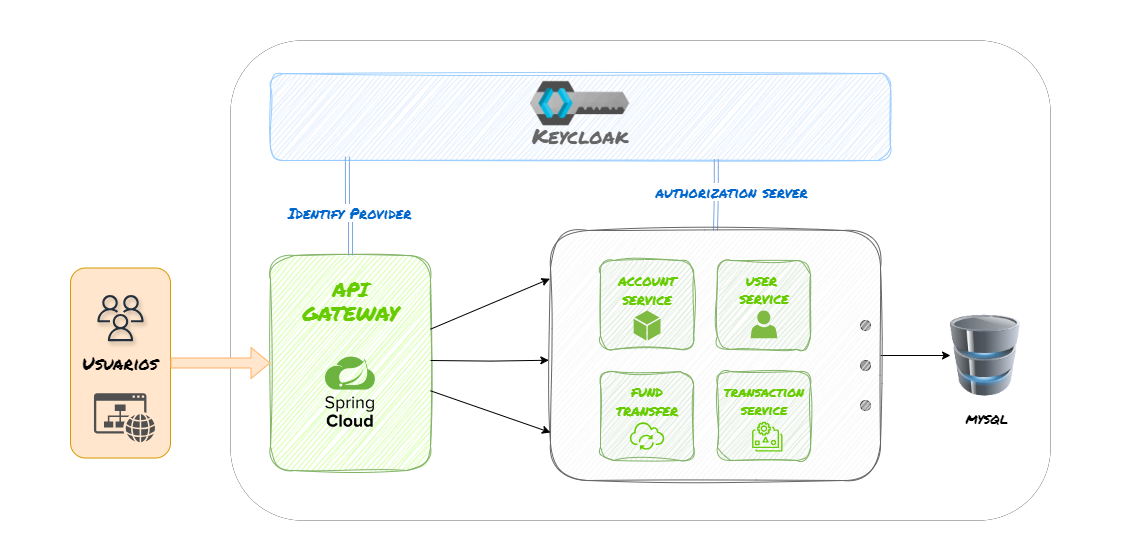 Keycloak
Authorization server
Identify Provider
API
Gateway
Spring
Cloud
Usuarios
Account
Service
User
Service
Fund
Transfer
Transaction
Service
MySQL